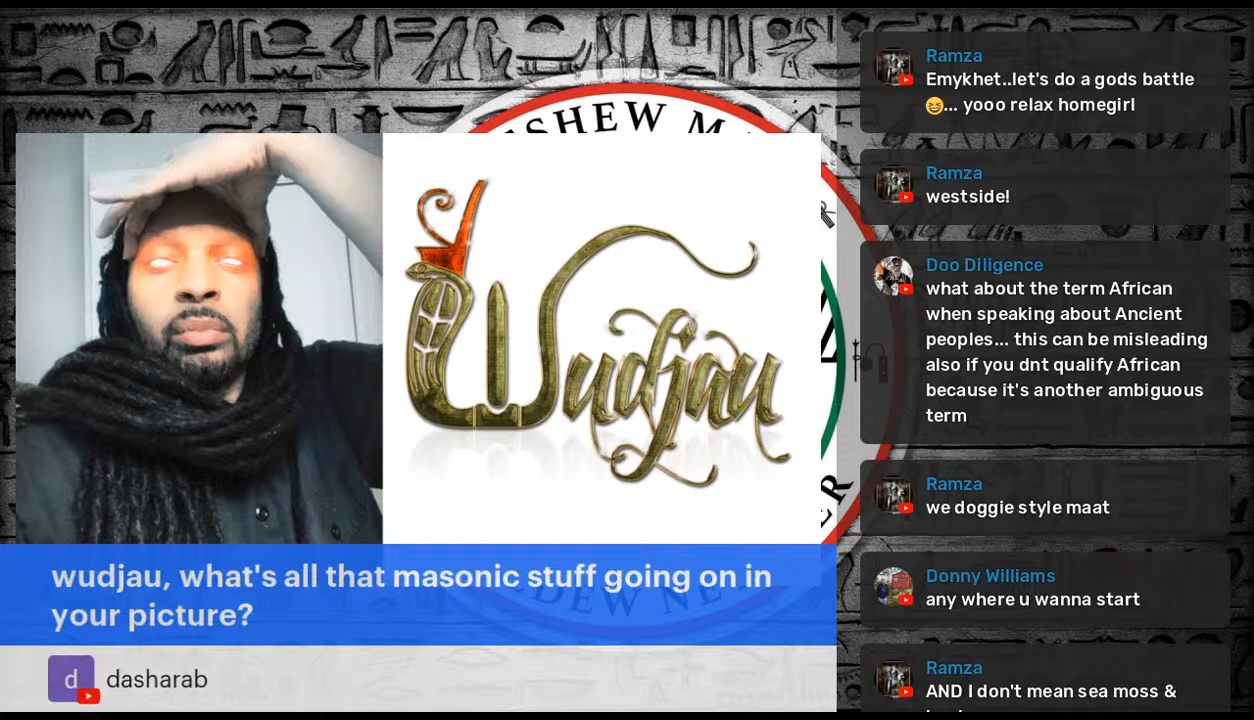 SHEW M
Wudjau
wudjau, what's all that masonic stuff going on in
your picture?
d dasharab
Ramza
Emykhet..let's do a gods battle
😆... yooo relax homegirl
Ramza
westside!
Doo Diligence
what about the term African
when speaking about Ancient
peoples... this can be misleading
also if you dnt qualify African
because it's another ambiguous
term
Ramza
we doggie style maat
Donny Williams
any where u wanna start
Ramza
AND I don't mean sea moss &